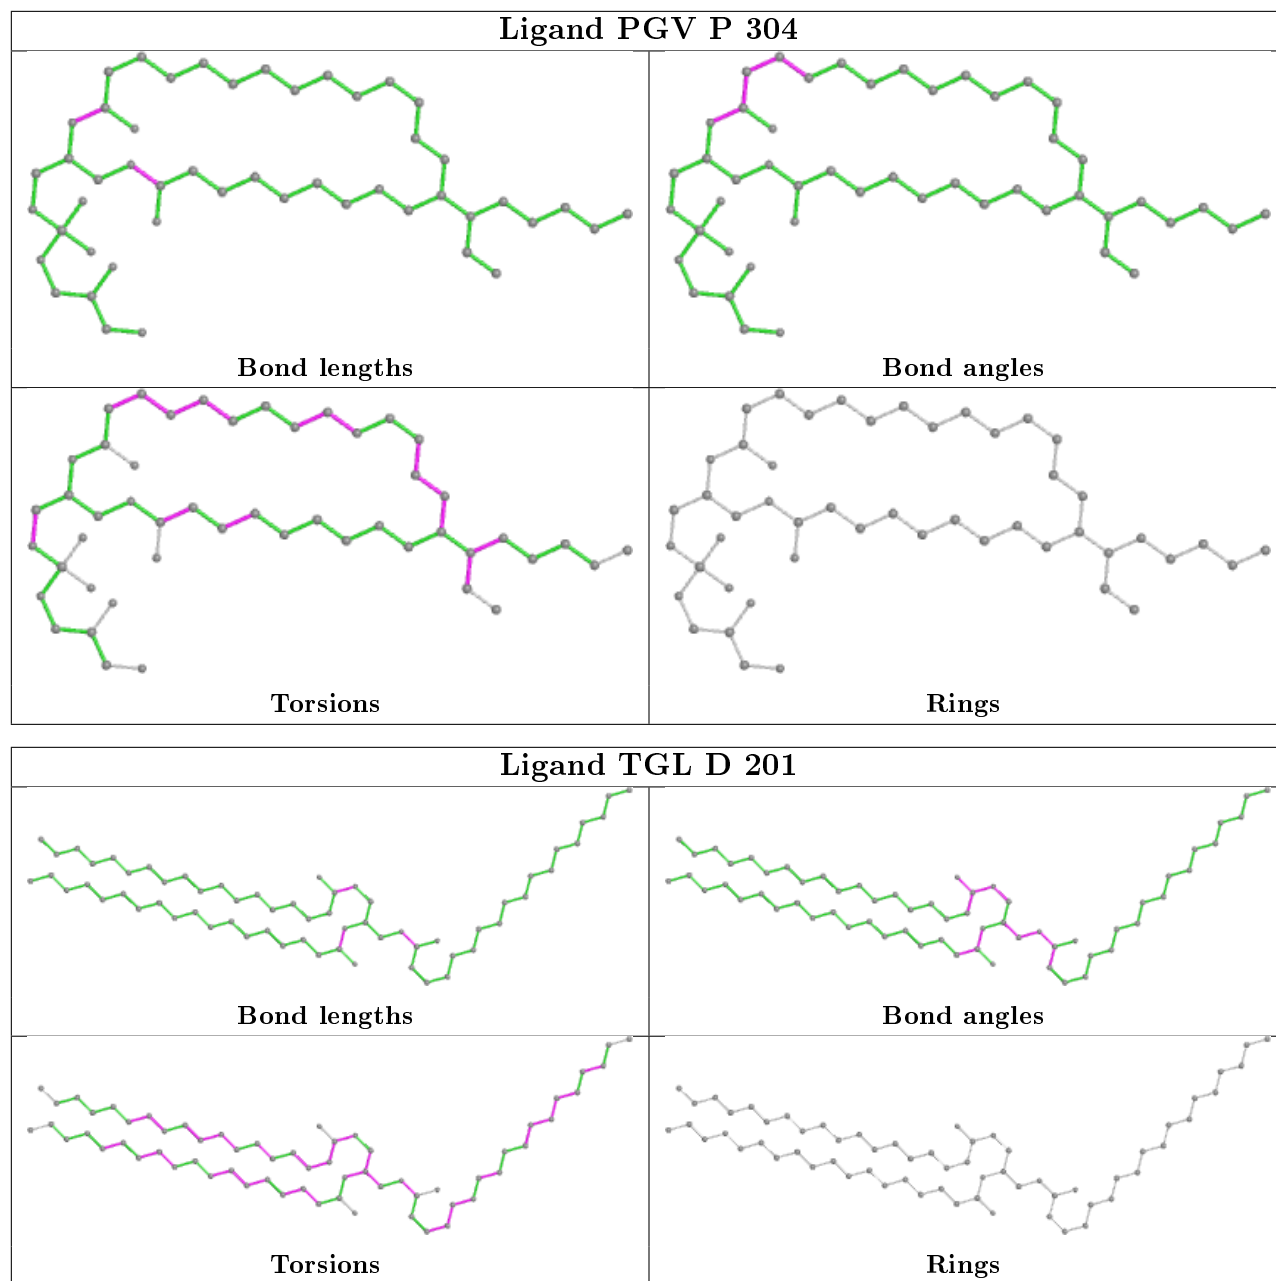 Ligand PGV P 304
Bond lengths
Bond angles
Torsions
Rings
Ligand TGL D 201
Bond lengths
Bond angles
Torsions
Rings